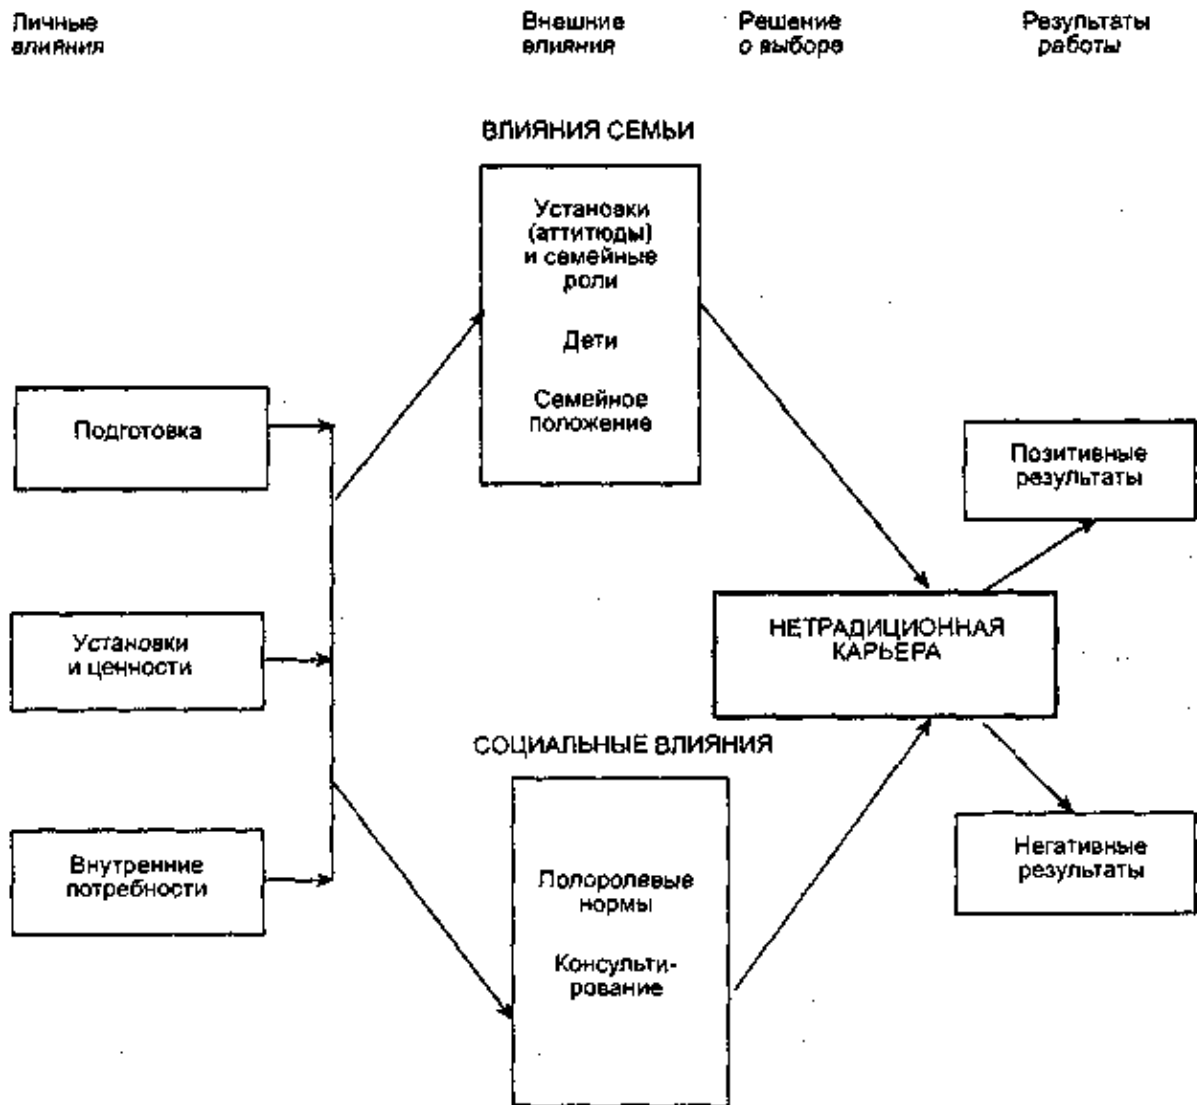 Личные
влияния
Внешние
влияния
Решение
о выборе
Результаты
работы
ВЛИЯНИЯ СЕМЬИ
Установки
(аттитюды)
и семейные
роли
Дети
Семейное
положение
Подготовка
Позитивные
результаты
Установки
и ценности
НЕТРАДИЦИОННАЯ
КАРЬЕРА
СОЦИАЛЬНЫЕ ВЛИЯНИЯ
Внутренние
потребности
Полоролевые
нормы
Консульти-
рование
Негативные
результаты